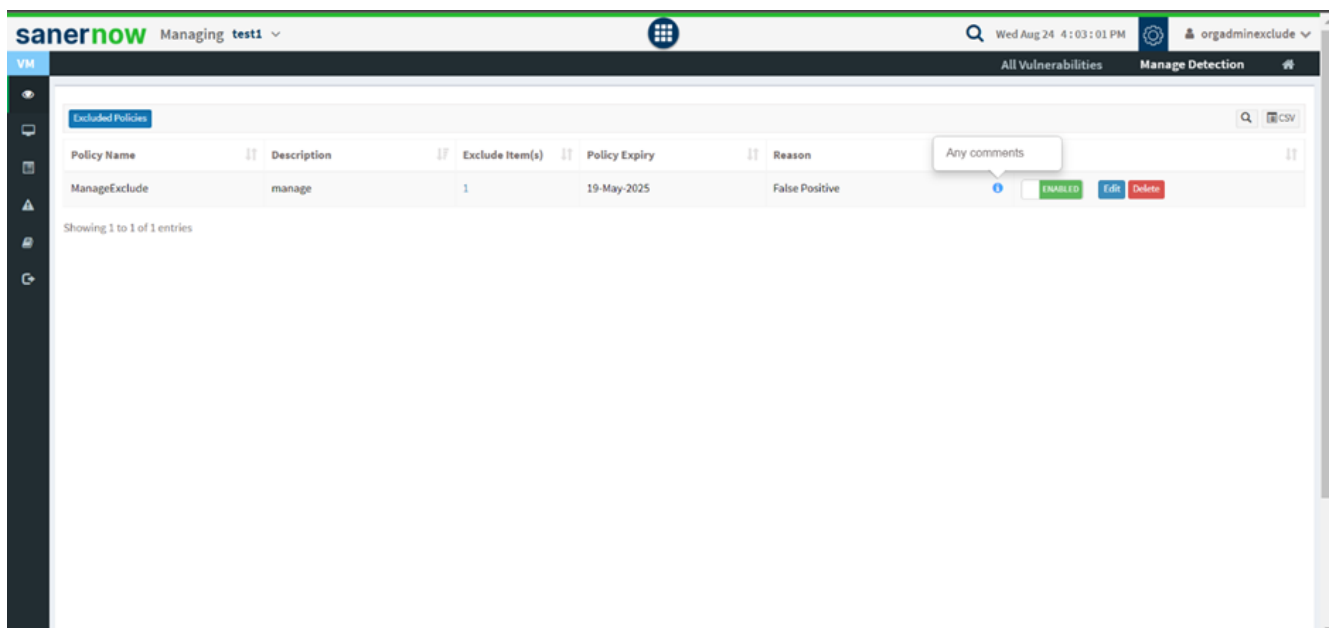 sanernow Managing test1 Wed Aug 24 4:03:01 PM orgadminexclude
VM All Vulnerabilities Manage Detection
Excluded Policies CSV
Policy Name Description Exclude Item(s) Policy Expiry Reason
Any comments
ManageExclude manage 1 19-May-2025 False Positive ENABLED Edit Delete
Showing 1 to 1 of 1 entries